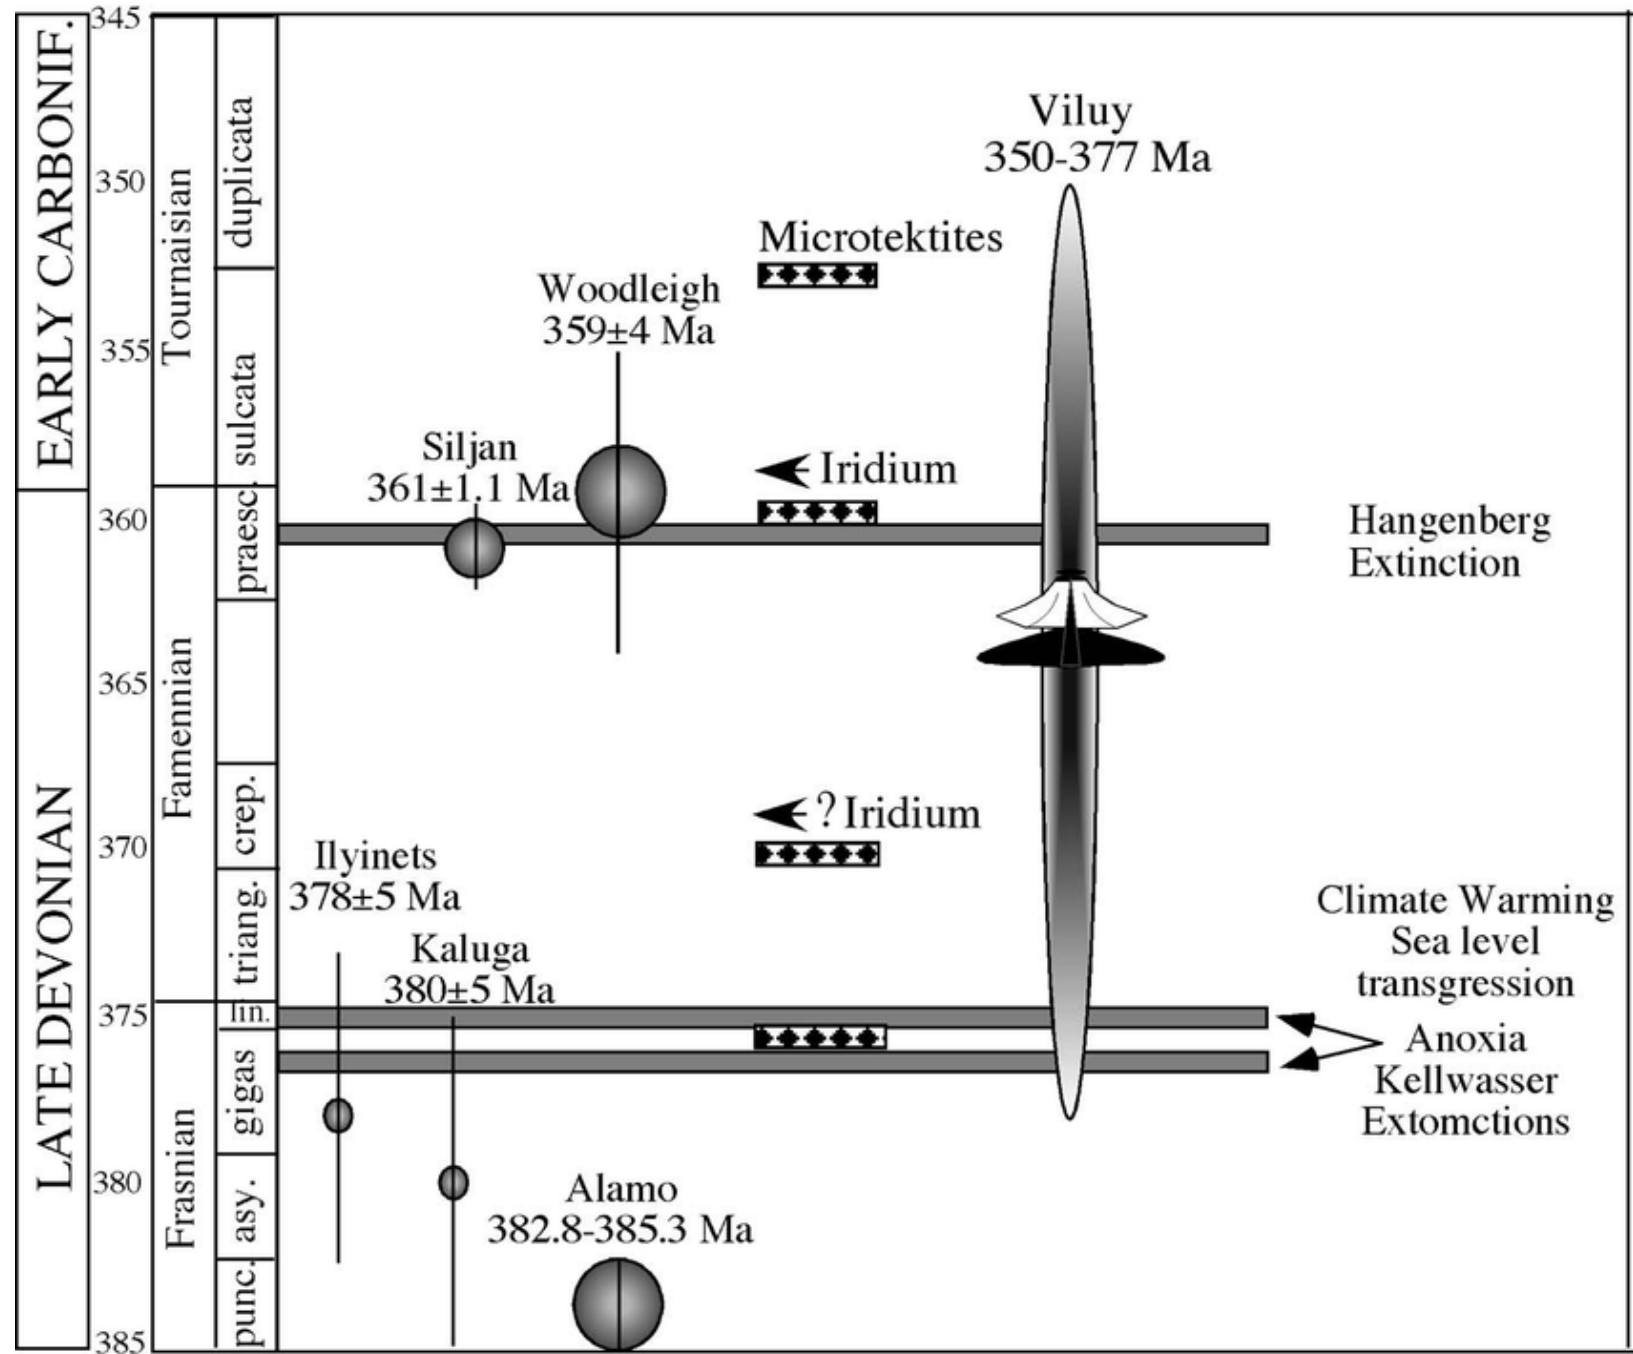 EARLY CARBONIF.
LATE DEVONIAN
345
350
355
360
365
370
375
380
385
Tournaisian
Famennian
Frasnian
duplicata
sulcata
praesc.
crep.
triang.
lin.
gigas
asy.
punc.
Viluy
350-377 Ma
Microtektites
Woodleigh
359±4 Ma
Siljan
361±1.1 Ma
Iridium
Hangenberg
Extinction
? Iridium
Ilyinets
378±5 Ma
Kaluga
380±5 Ma
Climate Warming
Sea level
transgression
Anoxia
Kellwasser
Extomctions
Alamo
382.8-385.3 Ma